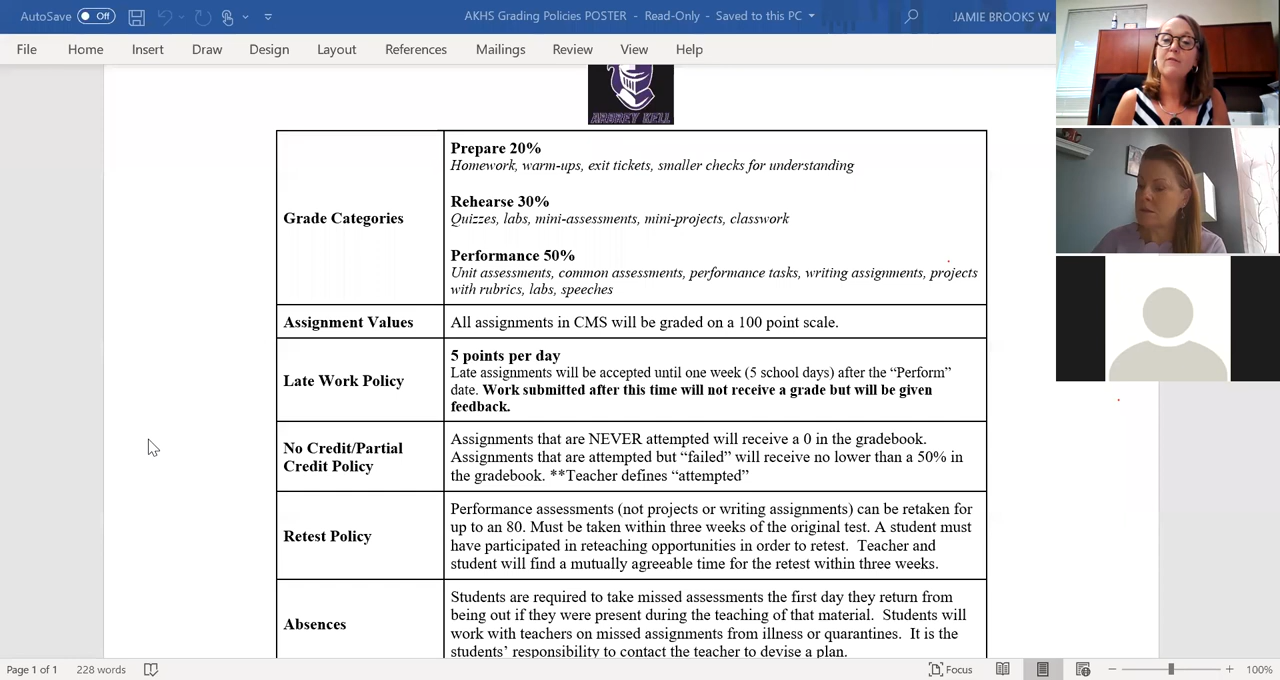 AutoSave Off AKHS Grading Policies POSTER - Read-Only - Saved to this PC JAMIE BROOKS W
File Home Insert Draw Design Layout References Mailings Review View Help
ARDREY KELL
Grade Categories
Prepare 20%
Homework, warm-ups, exit tickets, smaller checks for understanding
Rehearse 30%
Quizzes, labs, mini-assessments, mini-projects, classwork
Performance 50%
Unit assessments, common assessments, performance tasks, writing assignments, projects
with rubrics, labs, speeches
Assignment Values
All assignments in CMS will be graded on a 100 point scale.
Late Work Policy
5 points per day
Late assignments will be accepted until one week (5 school days) after the “Perform”
date. Work submitted after this time will not receive a grade but will be given
feedback.
No Credit/Partial
Credit Policy
Assignments that are NEVER attempted will receive a 0 in the gradebook.
Assignments that are attempted but “failed” will receive no lower than a 50% in
the gradebook. **Teacher defines “attempted”
Retest Policy
Performance assessments (not projects or writing assignments) can be retaken for
up to an 80. Must be taken within three weeks of the original test. A student must
have participated in reteaching opportunities in order to retest. Teacher and
student will find a mutually agreeable time for the retest within three weeks.
Absences
Students are required to take missed assessments the first day they return from
being out if they were present during the teaching of that material. Students will
work with teachers on missed assignments from illness or quarantines. It is the
students’ responsibility to contact the teacher to devise a plan.
Page 1 of 1 228 words Focus 100%